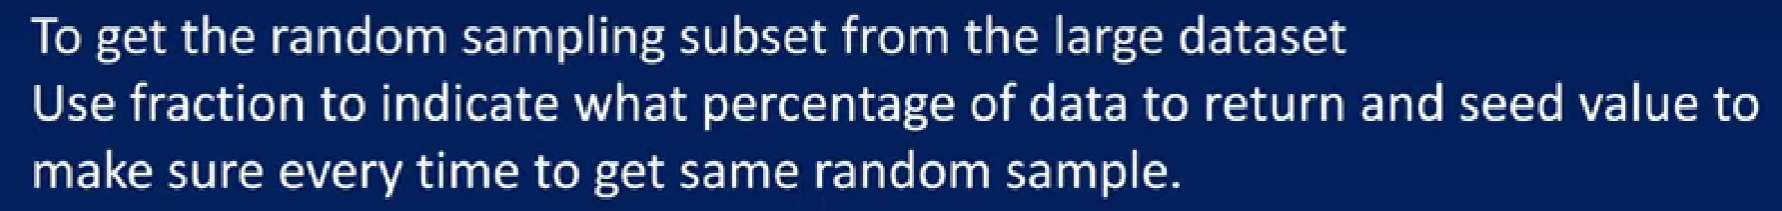 To get the random sampling subset from the large dataset
Use fraction to indicate what percentage of data to return and seed value to
make sure every time to get same random sample.